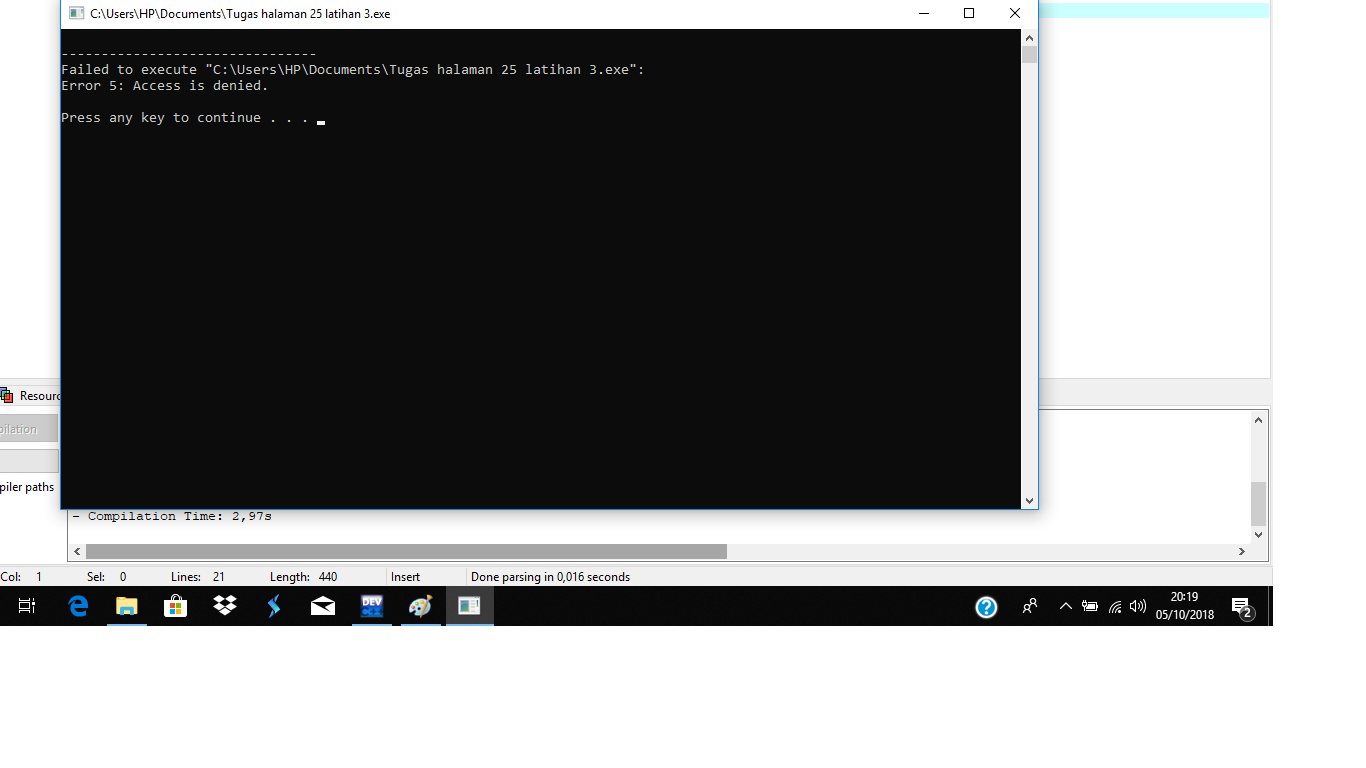 C:\Users\HP\Documents\Tugas halaman 25 latihan 3.exe
--------------------------------
Failed to execute "C:\Users\HP\Documents\Tugas halaman 25 latihan 3.exe":
Error 5: Access is denied.
Press any key to continue . . .
Resourc
pilation
piler paths
- Compilation Time: 2,97s
Col: 1 Sel: 0 Lines: 21 Length: 440 Insert Done parsing in 0,016 seconds
DEV
20:19
05/10/2018
2